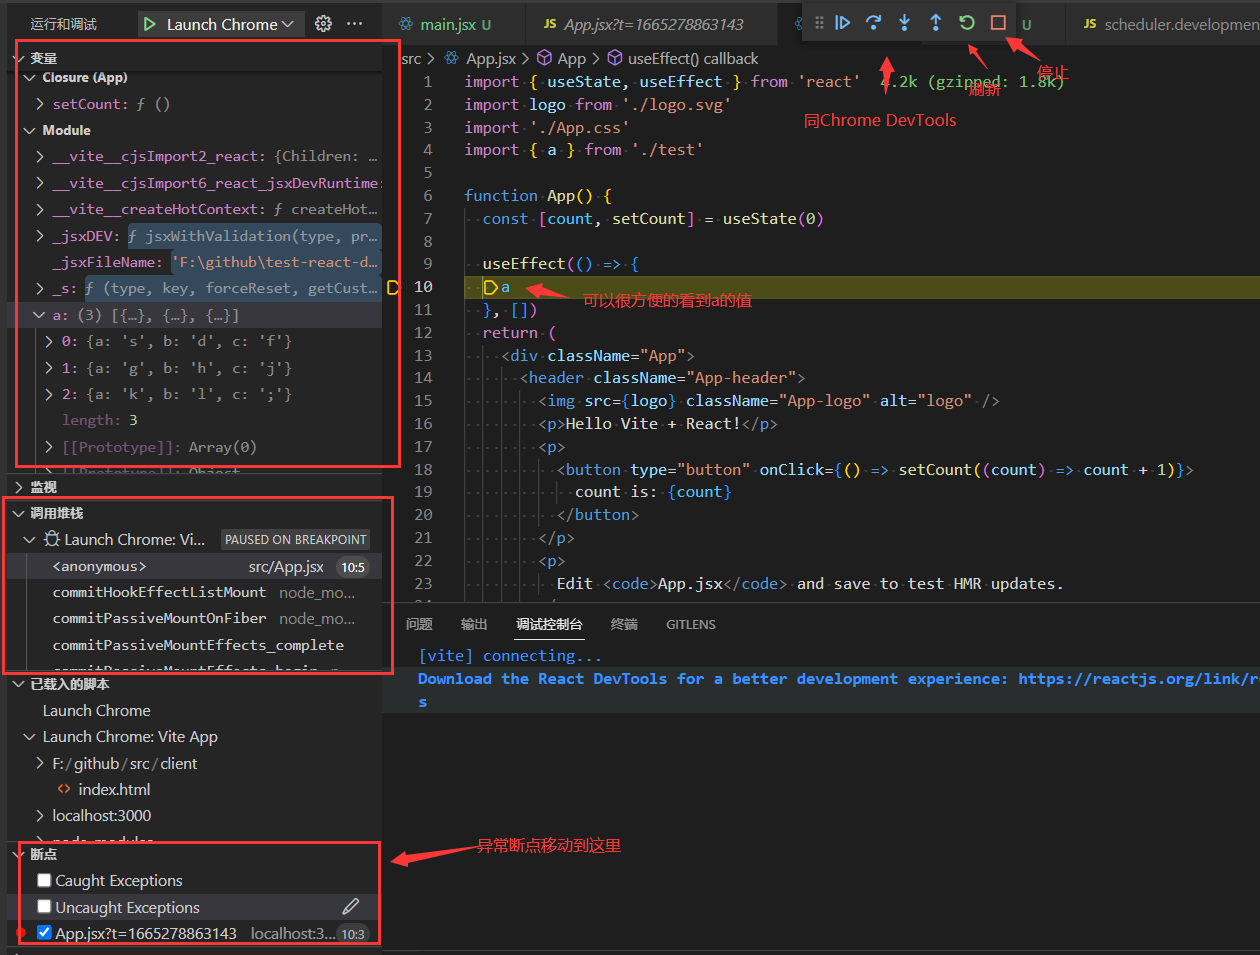 运行和调试
Launch Chrome
main.jsx U
JS App.jsx?t=1665278863143
U
JS scheduler.developmen
变量
Closure (App)
setCount: ƒ ()
Module
__vite__cjsImport2_react: {Children: …
__vite__cjsImport6_react_jsxDevRuntime:
__vite__createHotContext: ƒ createHot…
_jsxDEV: ƒ jsxWithValidation(type, pr…
_jsxFileName: 'F:\github\test-react-d…
_s: ƒ (type, key, forceReset, getCust…
a: (3) [{…}, {…}, {…}]
0: {a: 's', b: 'd', c: 'f'}
1: {a: 'g', b: 'h', c: 'j'}
2: {a: 'k', b: 'l', c: ';'}
length: 3
[[Prototype]]: Array(0)
[[Prototype]]: Object
监视
调用堆栈
Launch Chrome: Vi… PAUSED ON BREAKPOINT
<anonymous> src/App.jsx 10:5
commitHookEffectListMount node_mo…
commitPassiveMountOnFiber node_mo…
commitPassiveMountEffects_complete
commitPassiveMountEffects_begin
已载入的脚本
Launch Chrome
Launch Chrome: Vite App
F:/github/src/client
<> index.html
localhost:3000
node_modules
断点
Caught Exceptions
Uncaught Exceptions
App.jsx?t=1665278863143 localhost:3… 10:3
src > App.jsx > App > useEffect() callback
1 import { useState, useEffect } from 'react' 4.2k (gzipped: 1.8k)
2 import logo from './logo.svg'
3 import './App.css'
4 import { a } from './test'
5
6 function App() {
7 const [count, setCount] = useState(0)
8
9 useEffect(() => {
10 a
11 }, [])
12 return (
13 <div className="App">
14 <header className="App-header">
15 <img src={logo} className="App-logo" alt="logo" />
16 <p>Hello Vite + React!</p>
17 <p>
18 <button type="button" onClick={() => setCount((count) => count + 1)}>
19 count is: {count}
20 </button>
21 </p>
22 <p>
23 Edit <code>App.jsx</code> and save to test HMR updates.
停止
刷新
同Chrome DevTools
可以很方便的看到a的值
异常断点移动到这里
问题 输出 调试控制台 终端 GITLENS
[vite] connecting...
Download the React DevTools for a better development experience: https://reactjs.org/link/r
s